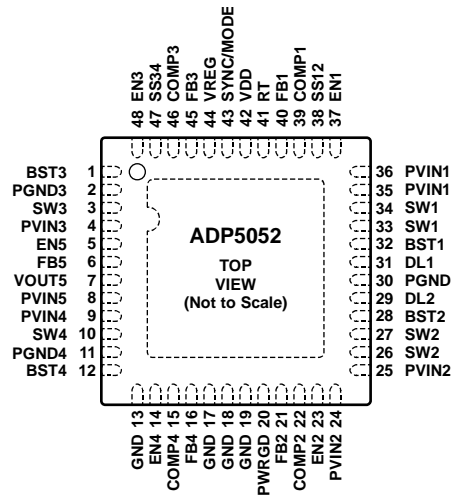 48 EN3
47 SS34
46 COMP3
45 FB3
44 VREG
43 SYNC/MODE
42 VDD
41 RT
40 FB1
39 COMP1
38 SS12
37 EN1
BST3 1
PGND3 2
SW3 3
PVIN3 4
EN5 5
FB5 6
VOUT5 7
PVIN5 8
PVIN4 9
SW4 10
PGND4 11
BST4 12
ADP5052
TOP
VIEW
(Not to Scale)
36 PVIN1
35 PVIN1
34 SW1
33 SW1
32 BST1
31 DL1
30 PGND
29 DL2
28 BST2
27 SW2
26 SW2
25 PVIN2
GND 13
EN4 14
COMP4 15
FB4 16
GND 17
GND 18
GND 19
PWRGD 20
FB2 21
COMP2 22
EN2 23
PVIN2 24